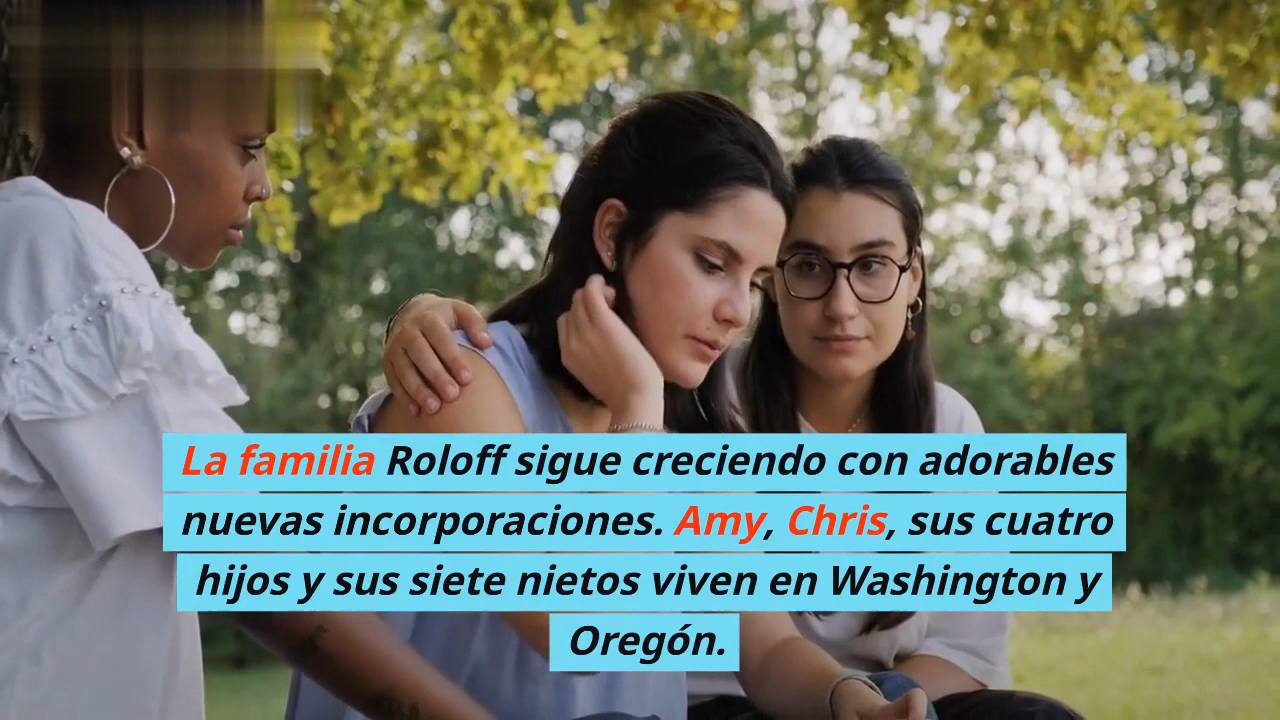 La familia Roloff sigue creciendo con adorables
nuevas incorporaciones. Amy, Chris, sus cuatro
hijos y sus siete nietos viven en Washington y
Oregón.